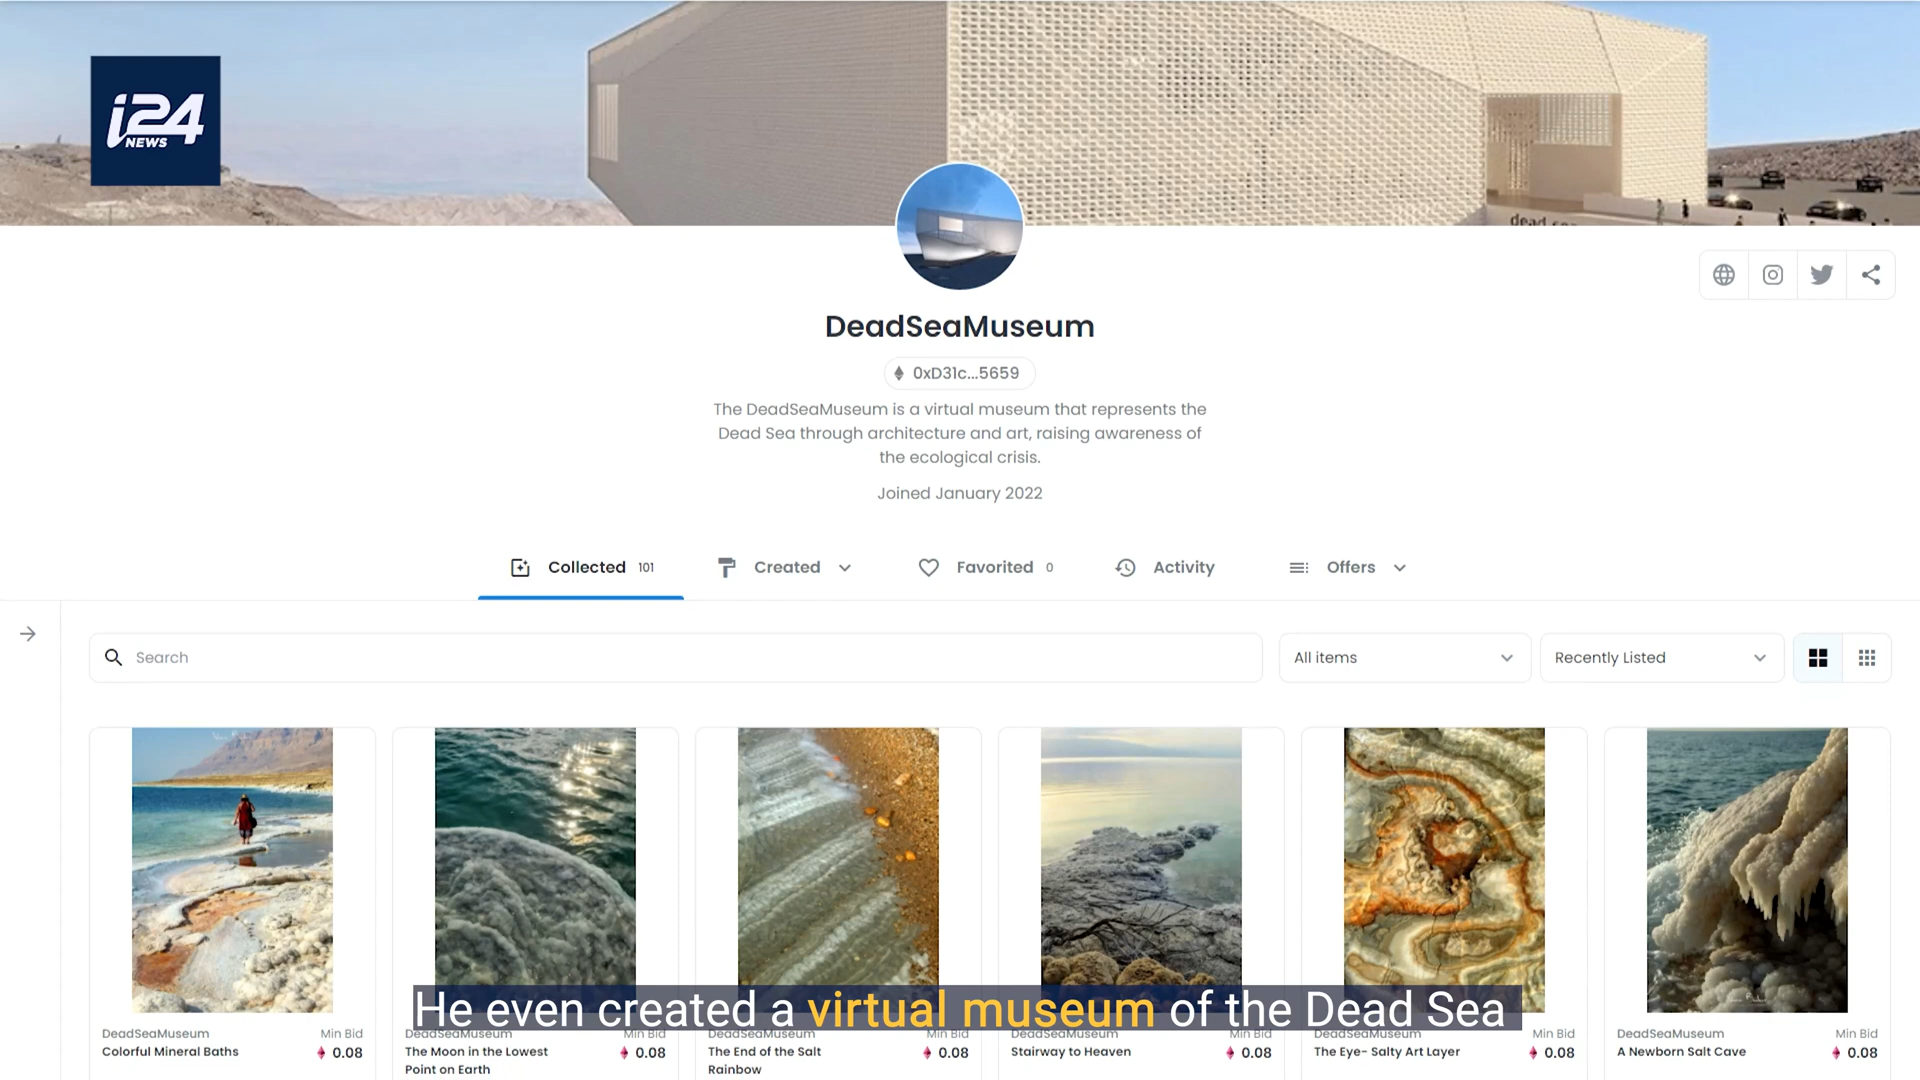 i24
NEWS
dead sea
DeadSeaMuseum
0xD31c...5659
The DeadSeaMuseum is a virtual museum that represents the
Dead Sea through architecture and art, raising awareness of
the ecological crisis.
Joined January 2022
Collected 101
Created
Favorited 0
Activity
Offers
Search
All items
Recently Listed
He even created a virtual museum of the Dead Sea
DeadSeaMuseum Min Bid
Colorful Mineral Baths 0.08
DeadSeaMuseum Min Bid
The Moon in the Lowest 0.08
Point on Earth
DeadSeaMuseum Min Bid
The End of the Salt 0.08
Rainbow
DeadSeaMuseum Min Bid
Stairway to Heaven 0.08
DeadSeaMuseum Min Bid
The Eye- Salty Art Layer 0.08
DeadSeaMuseum Min Bid
A Newborn Salt Cave 0.08